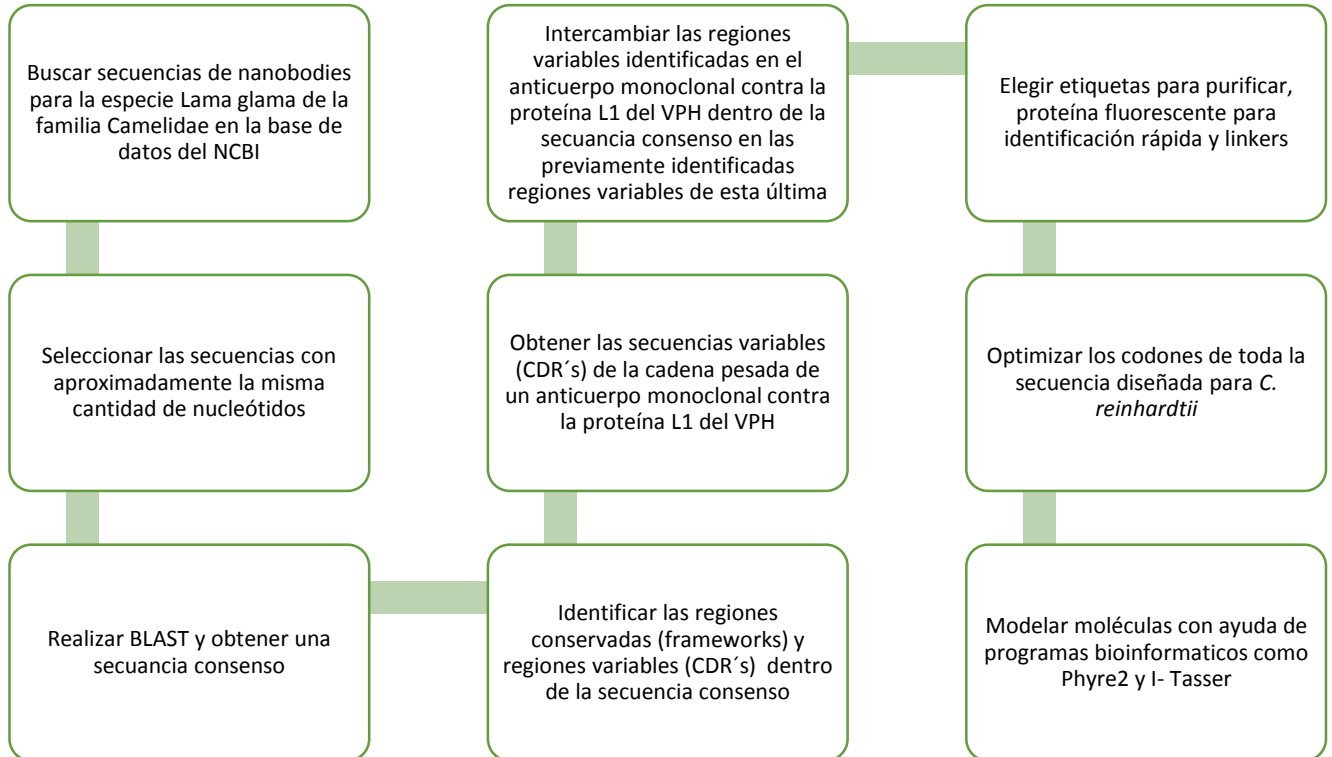 Buscar secuencias de nanobodies
para la especie Lama glama de la
familia Camelidae en la base de
datos del NCBI
Seleccionar las secuencias con
aproximadamente la misma
cantidad de nucleótidos
Realizar BLAST y obtener una
secuancia consenso
Identificar las regiones
conservadas (frameworks) y
regiones variables (CDR´s) dentro
de la secuencia consenso
Obtener las secuencias variables
(CDR´s) de la cadena pesada de
un anticuerpo monoclonal contra
la proteína L1 del VPH
Intercambiar las regiones
variables identificadas en el
anticuerpo monoclonal contra la
proteína L1 del VPH dentro de la
secuancia consenso en las
previamente identificadas
regiones variables de esta última
Elegir etiquetas para purificar,
proteína fluorescente para
identificación rápida y linkers
Optimizar los codones de toda la
secuencia diseñada para C.
reinhardtii
Modelar moléculas con ayuda de
programas bioinformaticos como
Phyre2 y I- Tasser